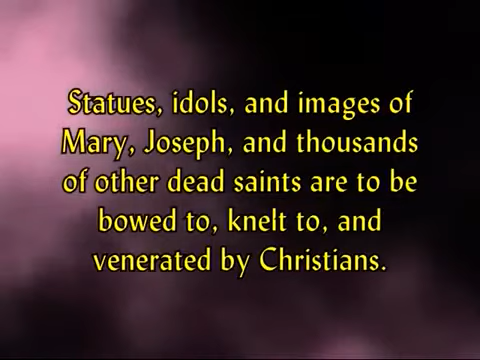 Statues, idols, and images of
Mary, Joseph, and thousands
of other dead saints are to be
bowed to, knelt to, and
venerated by Christians.